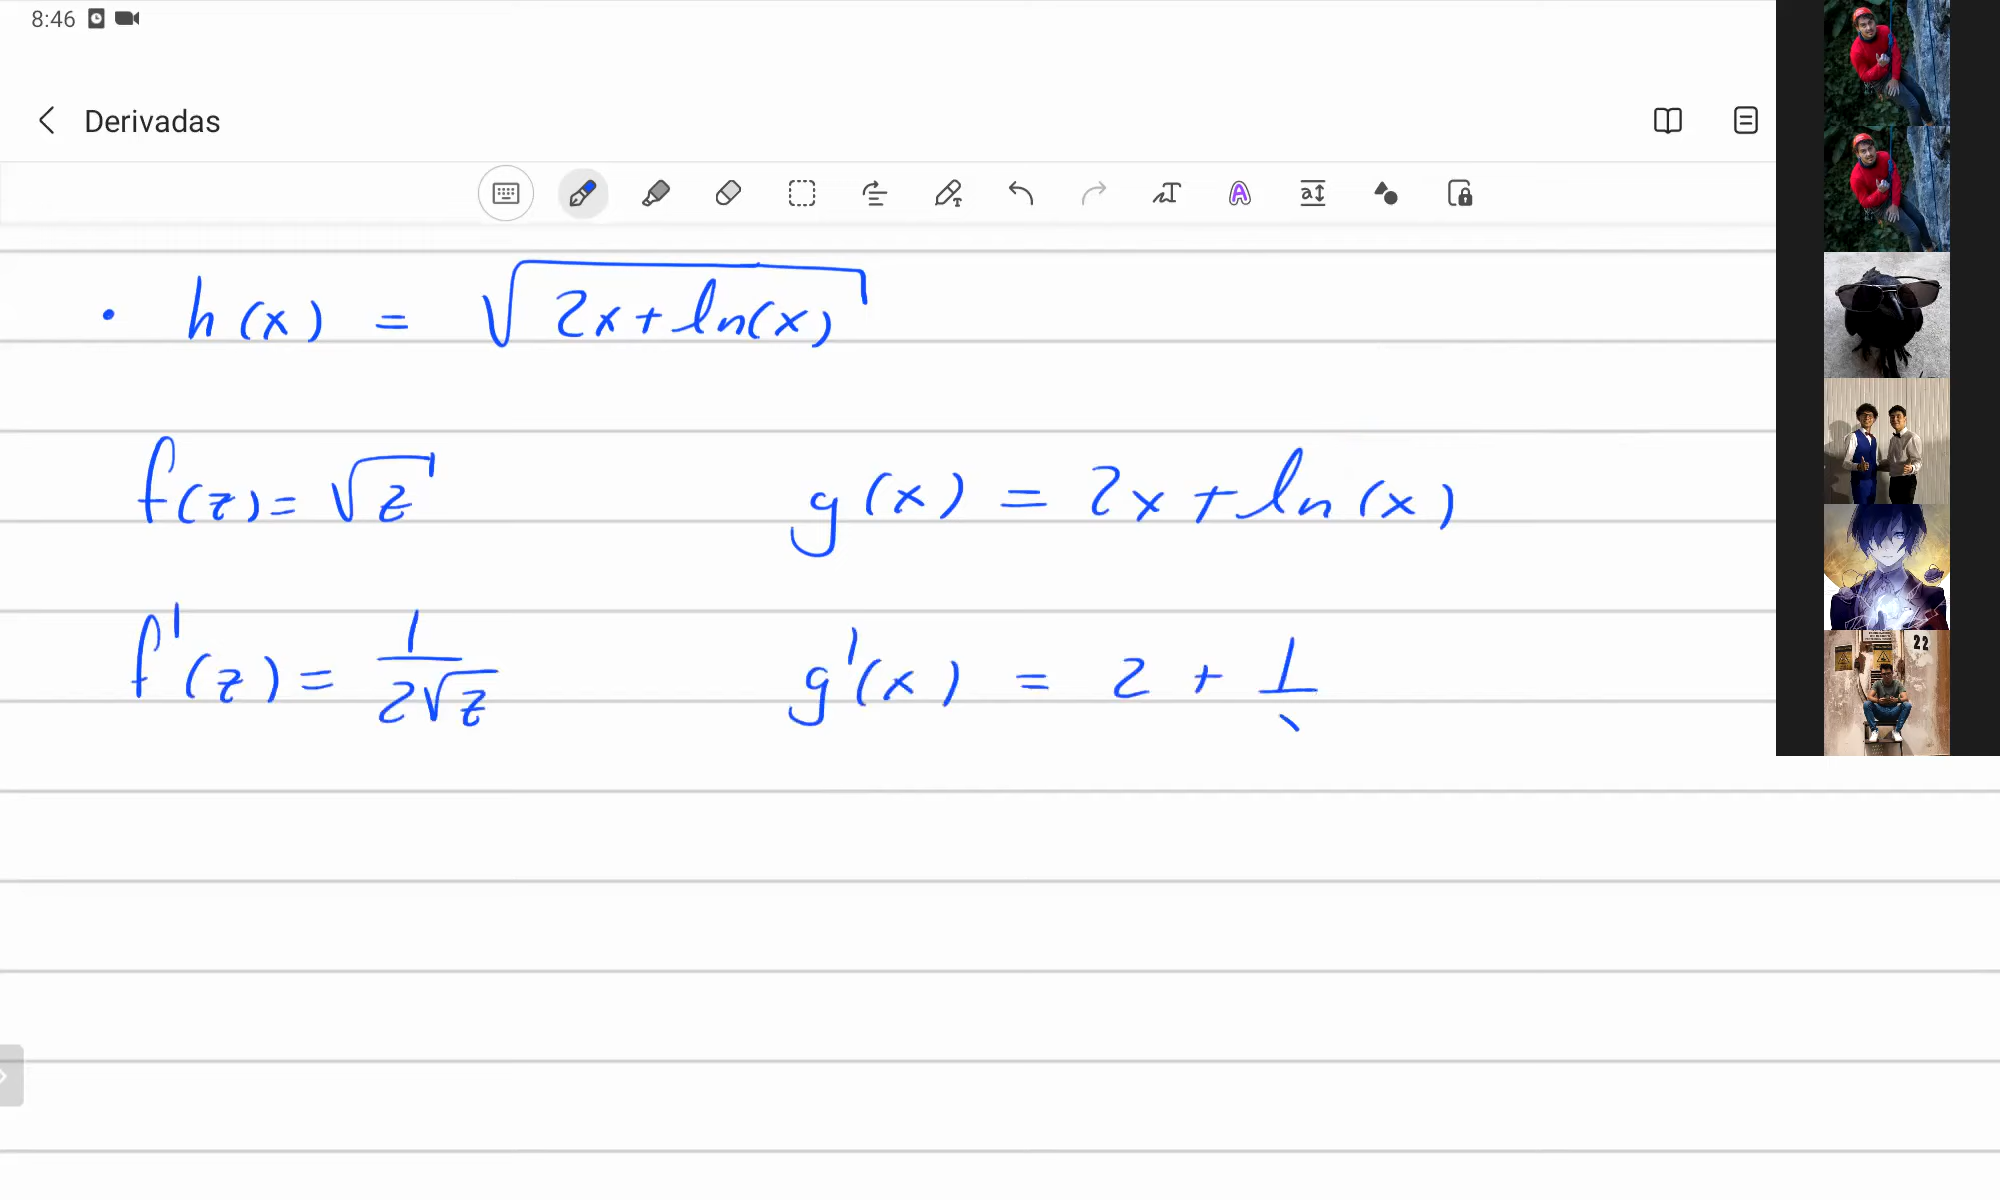 8:46
Derivadas
• h(x) = √(2x+ln(x))
f(z) = √z g(x) = 2x + ln(x)
f'(z) = 1/(2√z) g'(x) = 2 + 1/
22